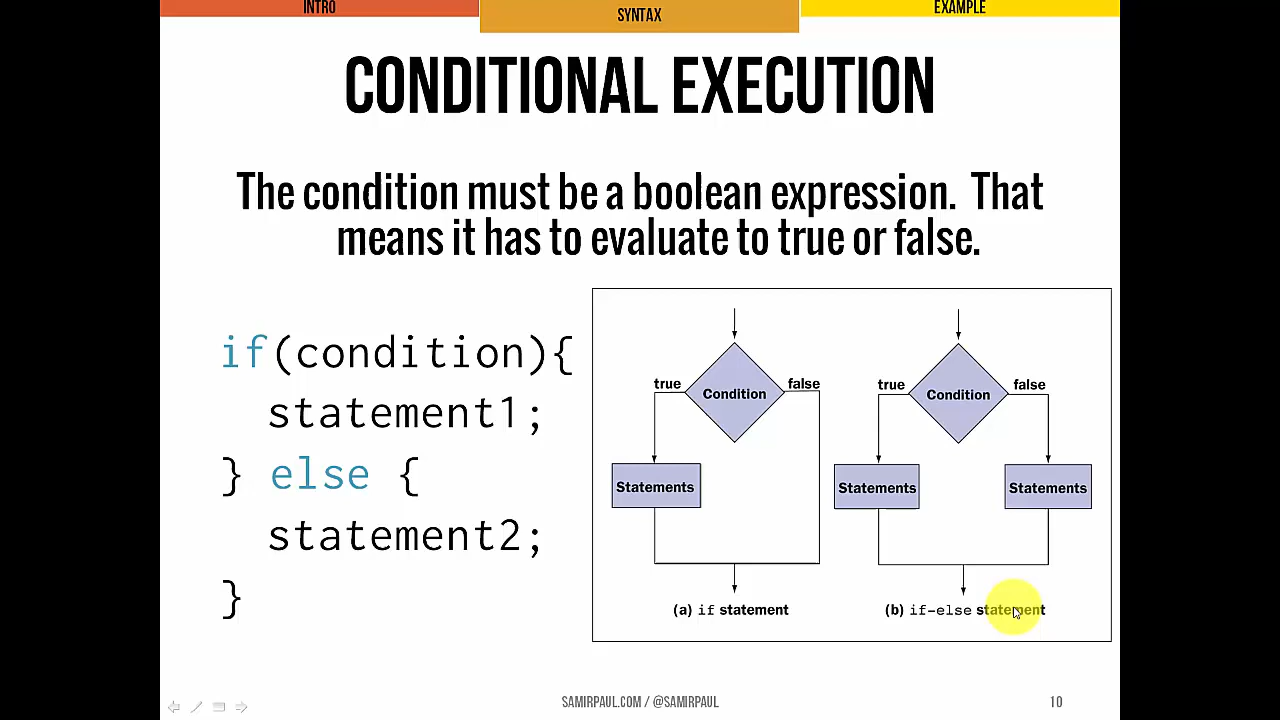 INTRO
SYNTAX
EXAMPLE
CONDITIONAL EXECUTION
The condition must be a boolean expression. That
means it has to evaluate to true or false.
if(condition){
statement1;
} else {
statement2;
}
true
Condition
false
Statements
(a) if statement
true
Condition
false
Statements
Statements
(b) if-else statement
SAMIRPAUL.COM / @SAMIRPAUL
10